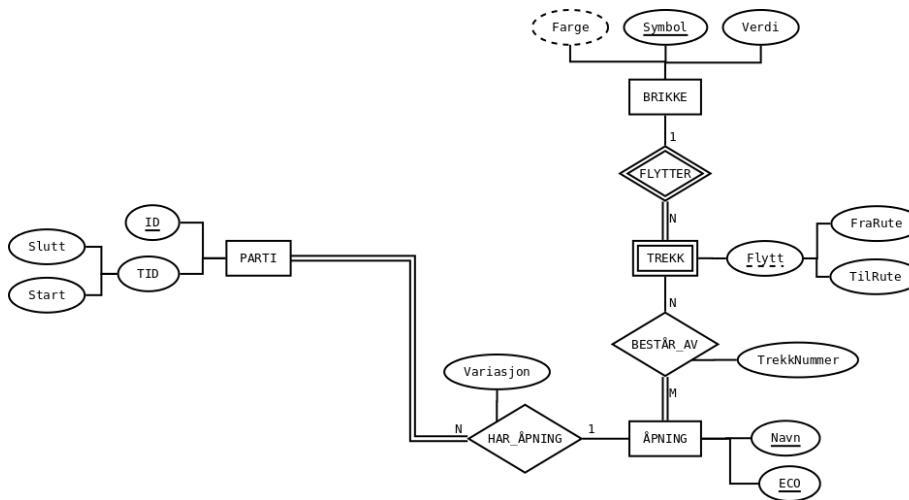 Farge
Symbol
Verdi
BRIKKE
1
FLYTTER
N
ID
FraRute
Slutt
TID
PARTI
TREKK
Flytt
Start
TilRute
N
BESTÅR_AV
TrekkNummer
Variasjon
M
N
HAR_ÅPNING
1
ÅPNING
Navn
ECO